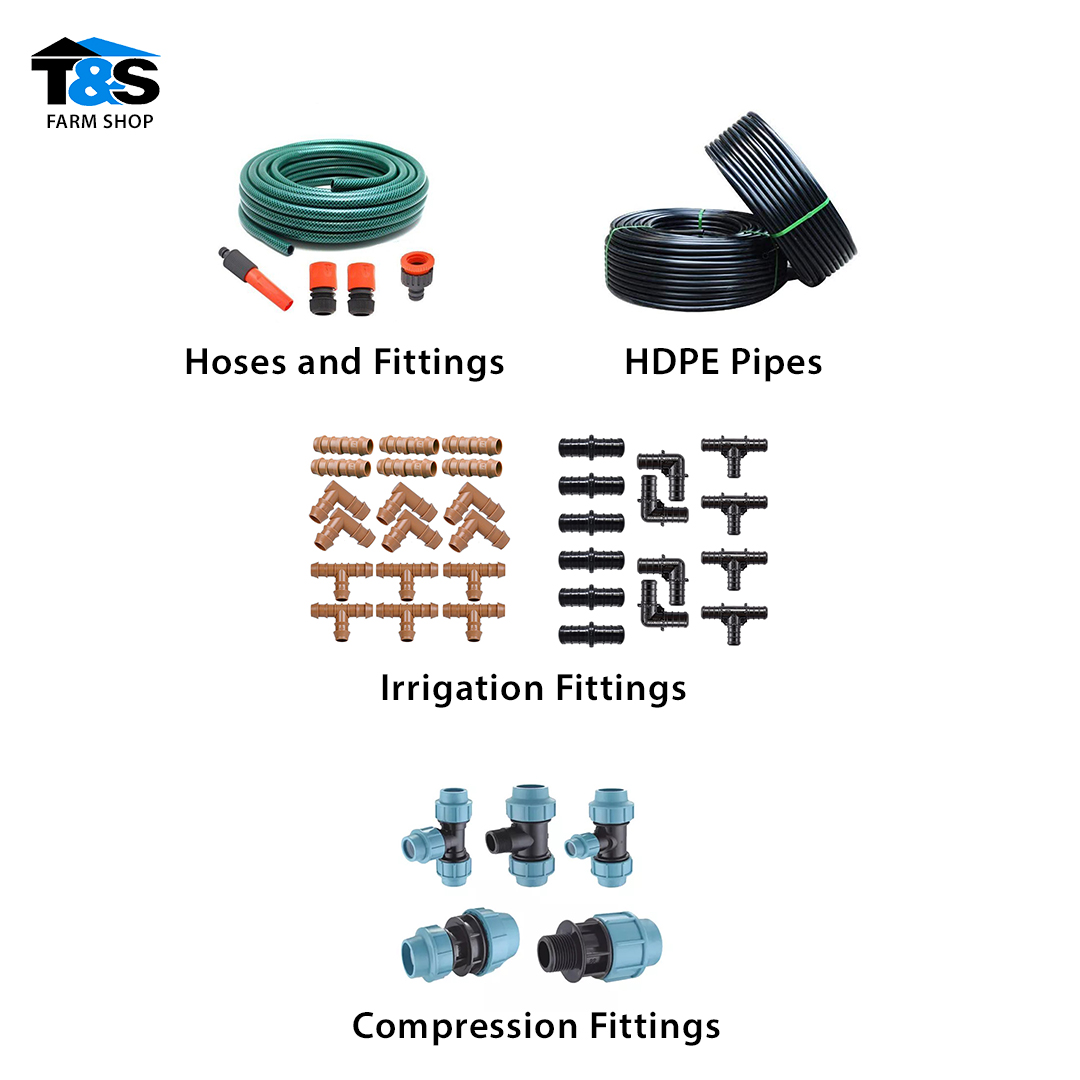 T&S
FARM SHOP
Hoses and Fittings
HDPE Pipes
Irrigation Fittings
Compression Fittings